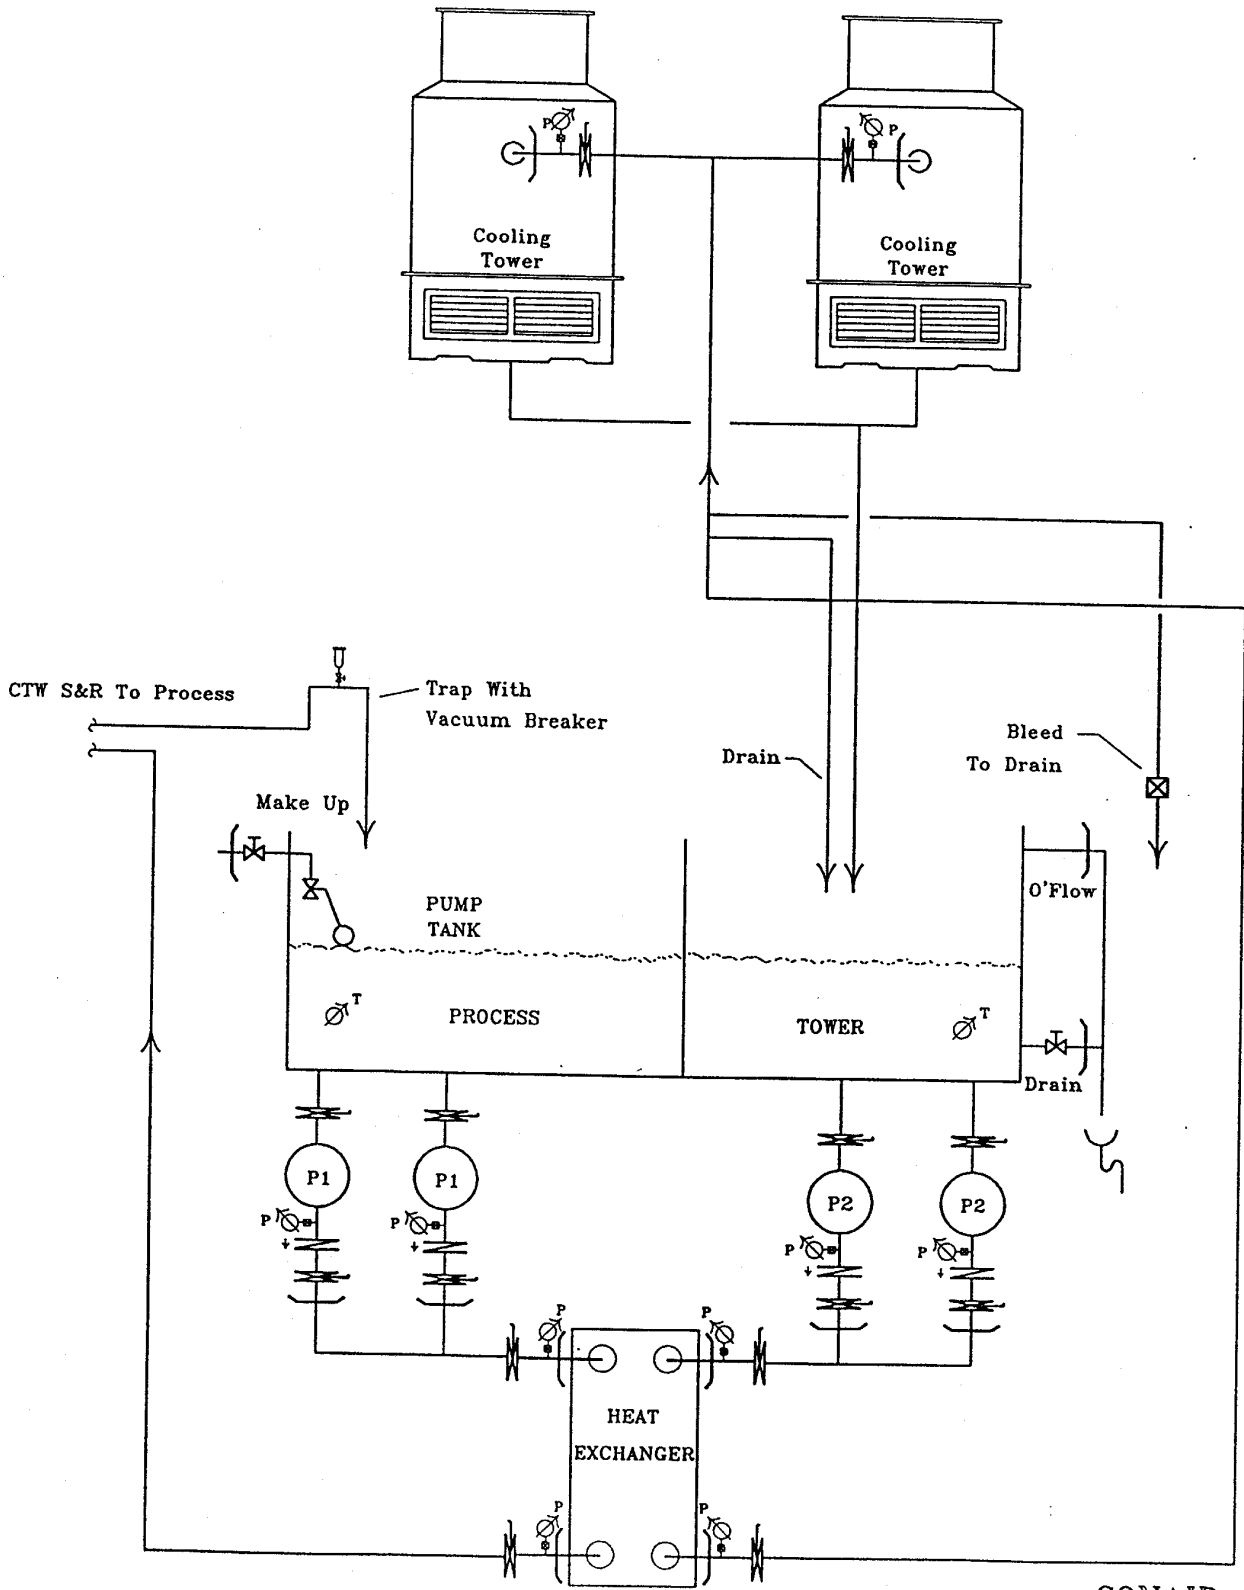 P
P
Cooling
Tower
Cooling
Tower
CTW S&R To Process
Trap With
Vacuum Breaker
Drain
Bleed
To Drain
Make Up
O'Flow
PUMP
TANK
T
PROCESS
TOWER
T
Drain
P1
P1
P2
P2
P
P
P
P
P
P
HEAT
EXCHANGER
P
P